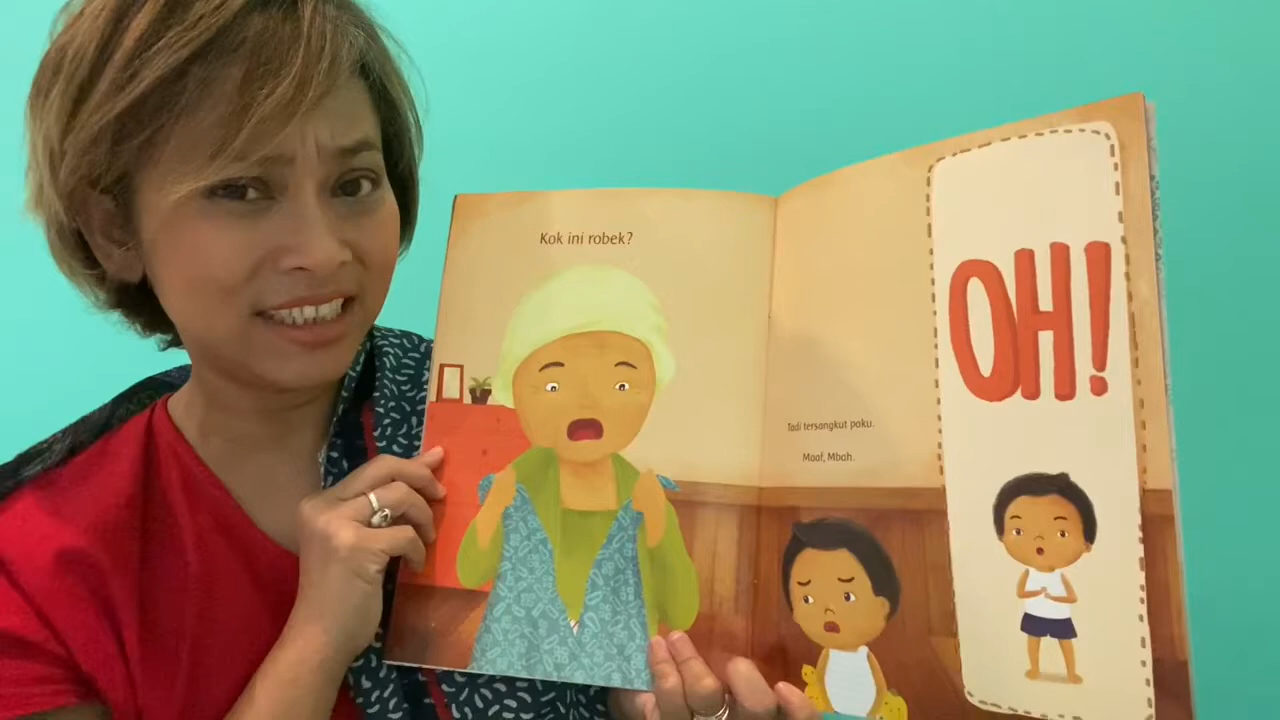 Kok ini robek?
Tadi tersangkut paku.
Maaf, Mbah.
OH!